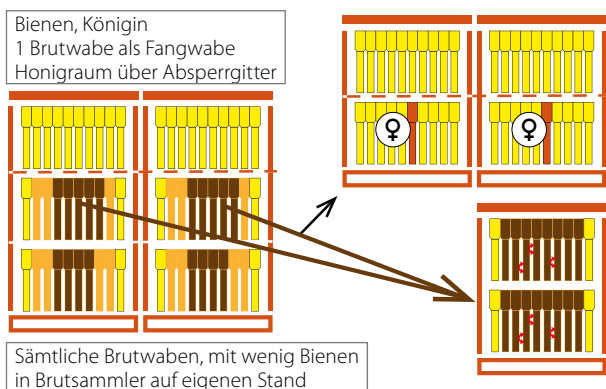 Bienen, Königin
1 Brutwabe als Fangwabe
Honigraum über Absperrgitter
♀
♀
Sämtliche Brutwaben, mit wenig Bienen
in Brutsammler auf eigenen Stand